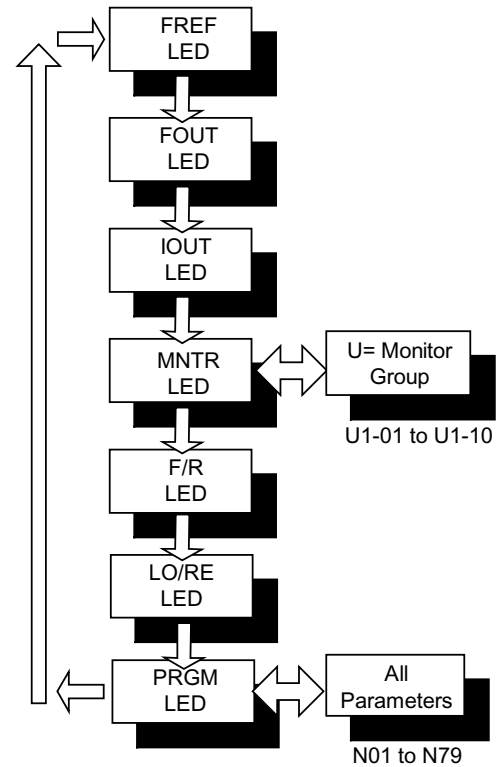 FREF
LED
FOUT
LED
IOUT
LED
MNTR
LED
U= Monitor
Group
U1-01 to U1-10
F/R
LED
LO/RE
LED
PRGM
LED
All
Parameters
N01 to N79